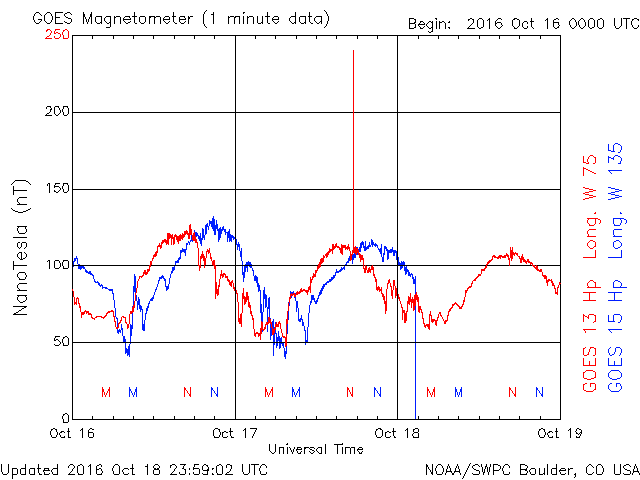 GOES Magnetometer (1 minute data)
Begin: 2016 Oct 16 0000 UTC
250
200
150
100
50
0
NanoTesla (nT)
M M N N M M N N M M N N
Oct 16 Oct 17 Oct 18 Oct 19
Universal Time
GOES 13 Hp Long. W 75
GOES 15 Hp Long. W 135
Updated 2016 Oct 18 23:59:02 UTC
NOAA/SWPC Boulder, CO USA